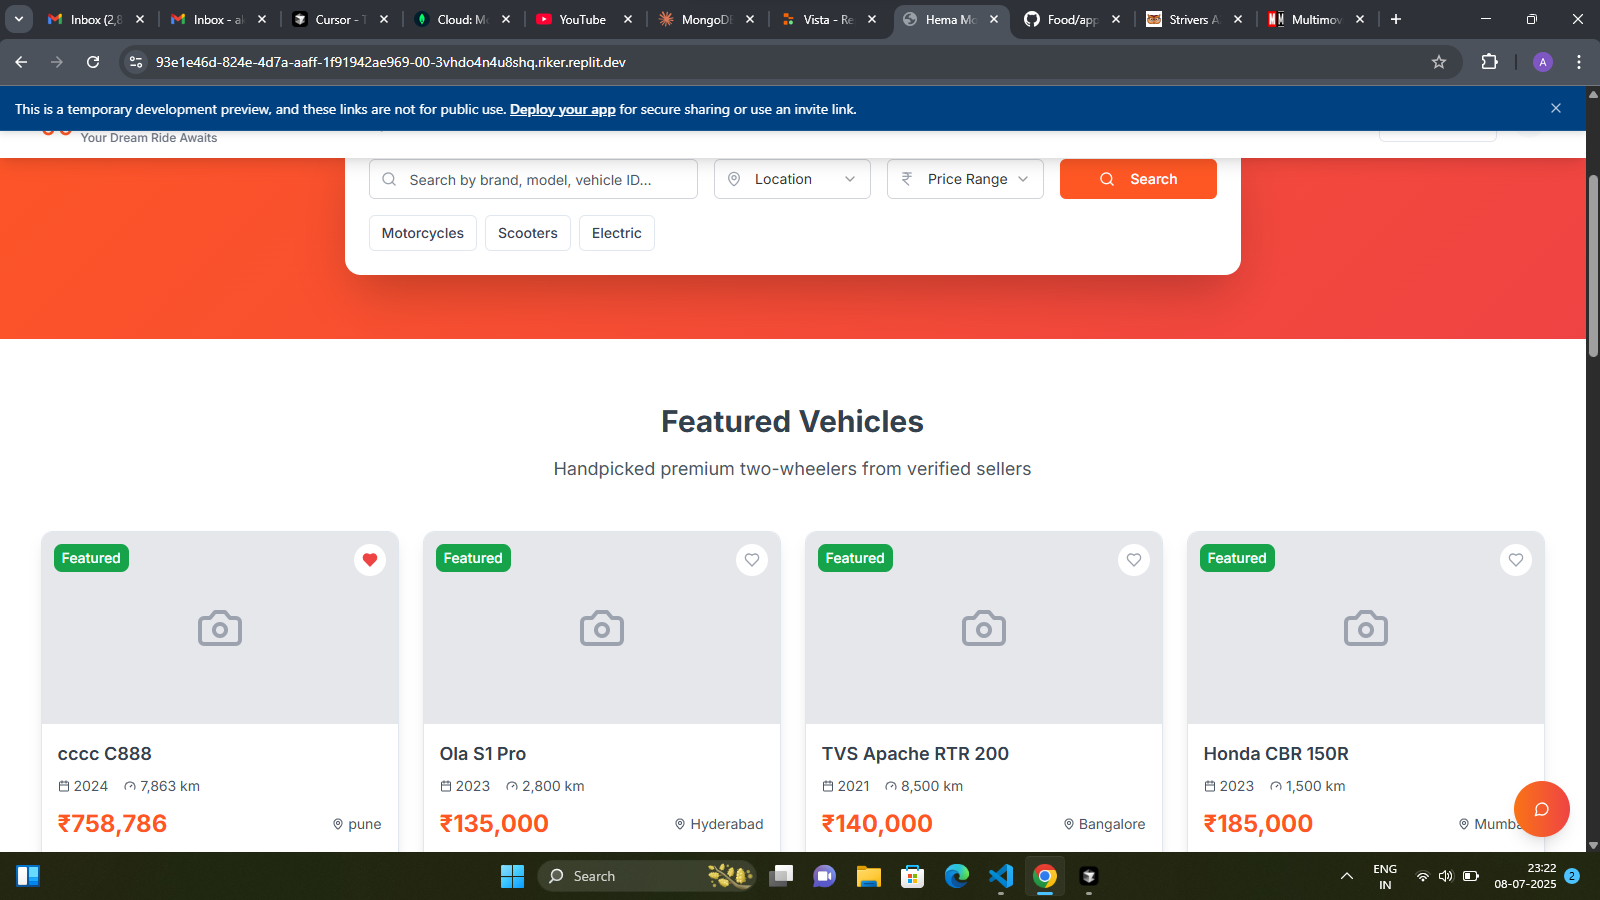 Inbox (2,8
Inbox - al
Cursor - T
Cloud: Mo
YouTube
MongoDB
Vista - Re
Hema Mo
Food/app
Strivers A
Multimov
93e1e46d-824e-4d7a-aaff-1f91942ae969-00-3vhdo4n4u8shq.riker.replit.dev
A
This is a temporary development preview, and these links are not for public use. Deploy your app for secure sharing or use an invite link.
Your Dream Ride Awaits
Search by brand, model, vehicle ID...
Location
₹ Price Range
Search
Motorcycles
Scooters
Electric
Featured Vehicles
Handpicked premium two-wheelers from verified sellers
Featured
Featured
Featured
Featured
cccc C888
2024 7,863 km
₹758,786 pune
Ola S1 Pro
2023 2,800 km
₹135,000 Hyderabad
TVS Apache RTR 200
2021 8,500 km
₹140,000 Bangalore
Honda CBR 150R
2023 1,500 km
₹185,000 Mumba
Search
ENG
IN
23:22
08-07-2025
2